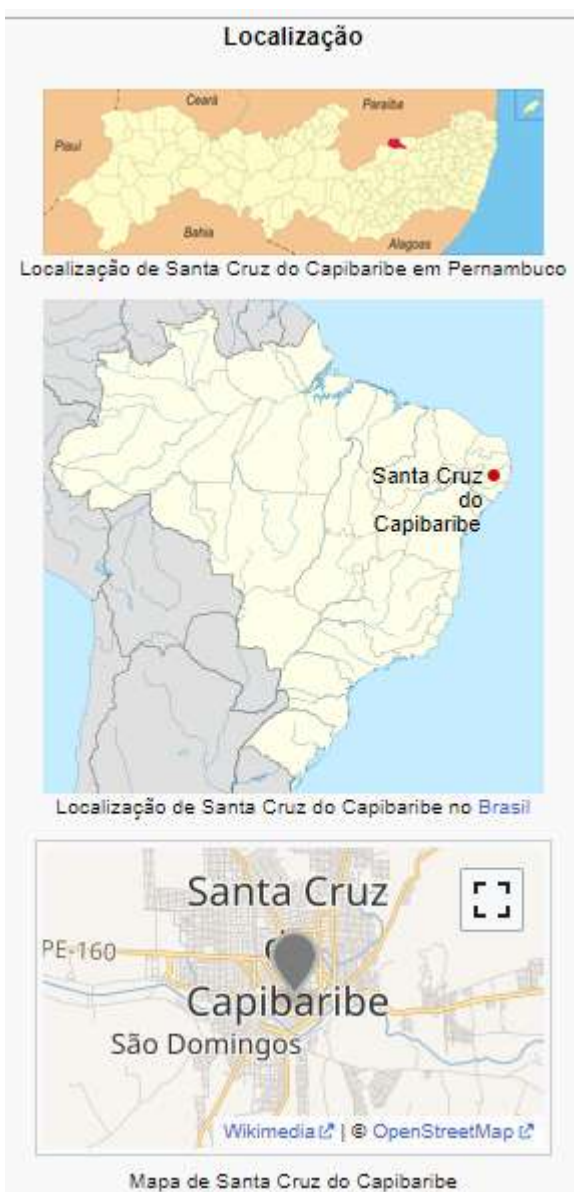 Localização
Ceará
Paraíba
Piauí
Bahia
Alagoas
Localização de Santa Cruz do Capibaribe em Pernambuco
Santa Cruz
do
Capibaribe
Localização de Santa Cruz do Capibaribe no Brasil
Santa Cruz
PE-160
Capibaribe
São Domingos
Wikimedia | © OpenStreetMap
Mapa de Santa Cruz do Capibaribe